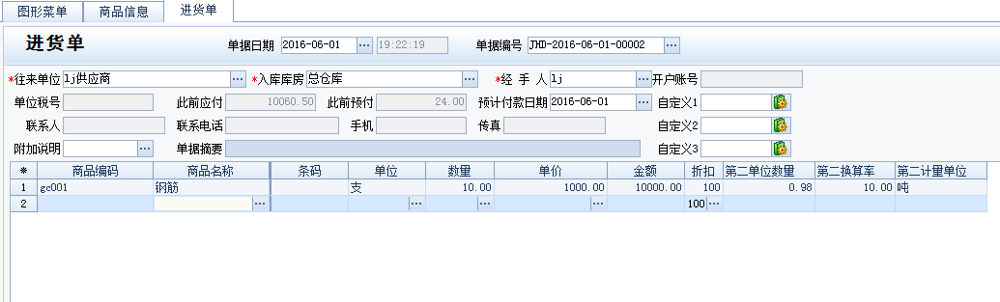 图形菜单 商品信息 进货单
进货单 单据日期 2016-06-01 19:22:19 单据编号 JHD-2016-06-01-00002
*往来单位 lj供应商 *入库库房 总仓库 *经 手 人 lj 开户账号
单位税号 此前应付 10060.50 此前预付 24.00 预计付款日期 2016-06-01 自定义1
联系人 联系电话 手机 传真 自定义2
附加说明 单据摘要 自定义3
* 商品编码 商品名称 条码 单位 数量 单价 金额 折扣 第二单位数量 第二换算率 第二计量单位
1 gc001 钢筋 支 10.00 1000.00 10000.00 100 0.98 10.00 吨
2 100